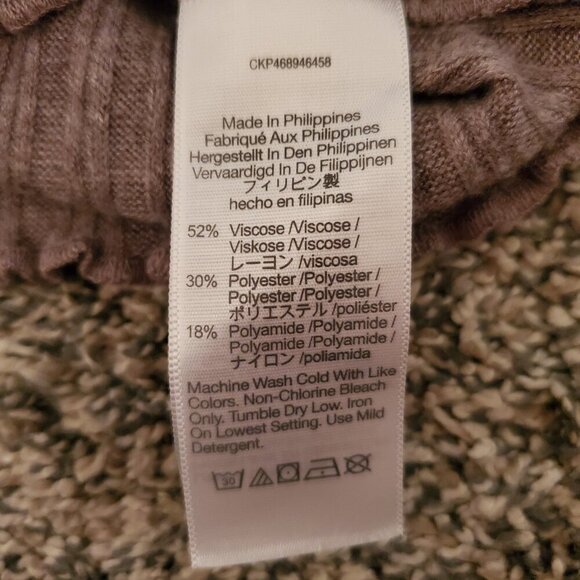 CKP468946458
Made In Philippines
Fabriqué Aux Philippines
Hergestellt In Den Philippinen
Vervaardigd In De Filippijnen
フィリピン製
hecho en filipinas
52% Viscose /Viscose /
Viskose /Viscose /
レーヨン /viscosa
30% Polyester /Polyester /
Polyester /Polyester /
ポリエステル /poliéster
18% Polyamide /Polyamide /
Polyamide /Polyamide /
ナイロン /poliamida
Machine Wash Cold With Like
Colors. Non-Chlorine Bleach
Only. Tumble Dry Low. Iron
On Lowest Setting. Use Mild
Detergent.
30